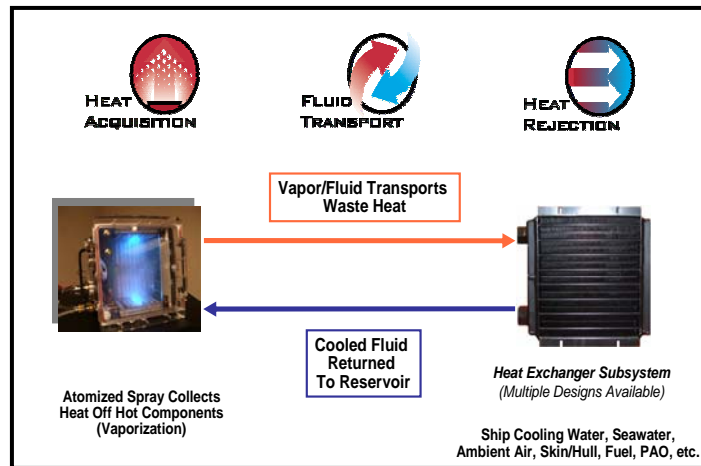 HEAT
ACQUISITION
FLUID
TRANSPORT
HEAT
REJECTION
Vapor/Fluid Transports
Waste Heat
Cooled Fluid
Returned
To Reservoir
Atomized Spray Collects
Heat Off Hot Components
(Vaporization)
Heat Exchanger Subsystem
(Multiple Designs Available)
Ship Cooling Water, Seawater,
Ambient Air, Skin/Hull, Fuel, PAO, etc.